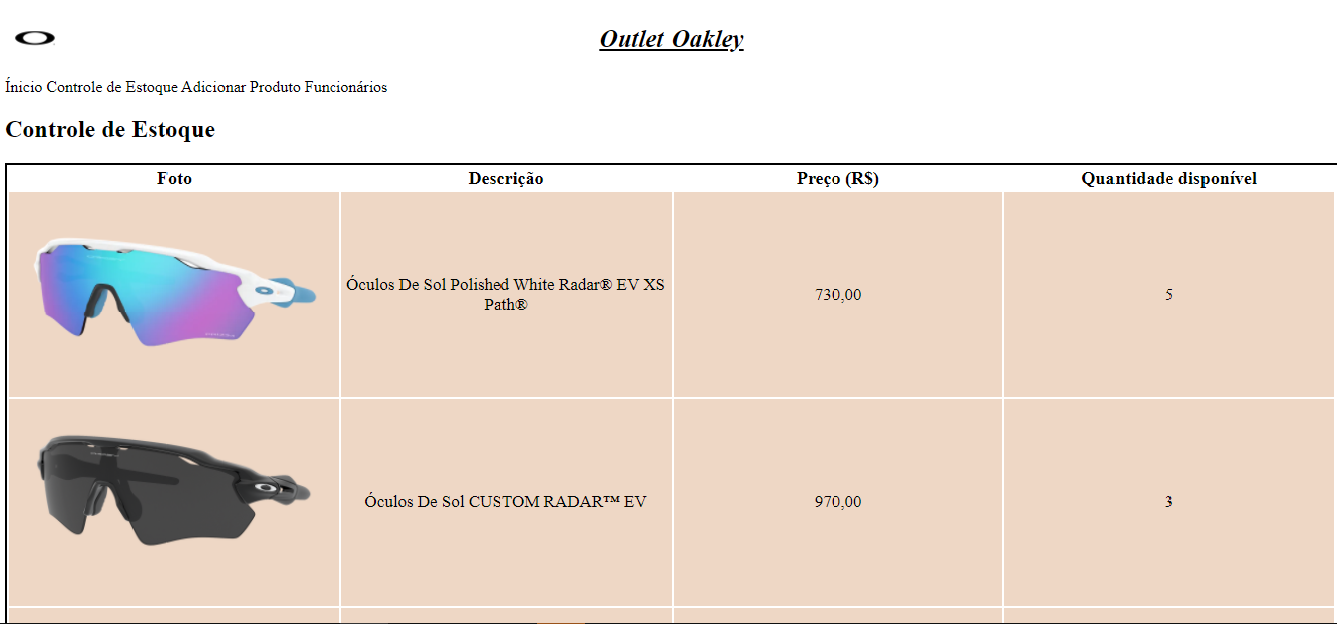 Outlet Oakley
Ínicio Controle de Estoque Adicionar Produto Funcionários
Controle de Estoque
Foto Descrição Preço (R$) Quantidade disponível
Óculos De Sol Polished White Radar® EV XS
Path®
730,00
5
Óculos De Sol CUSTOM RADAR™ EV
970,00
3